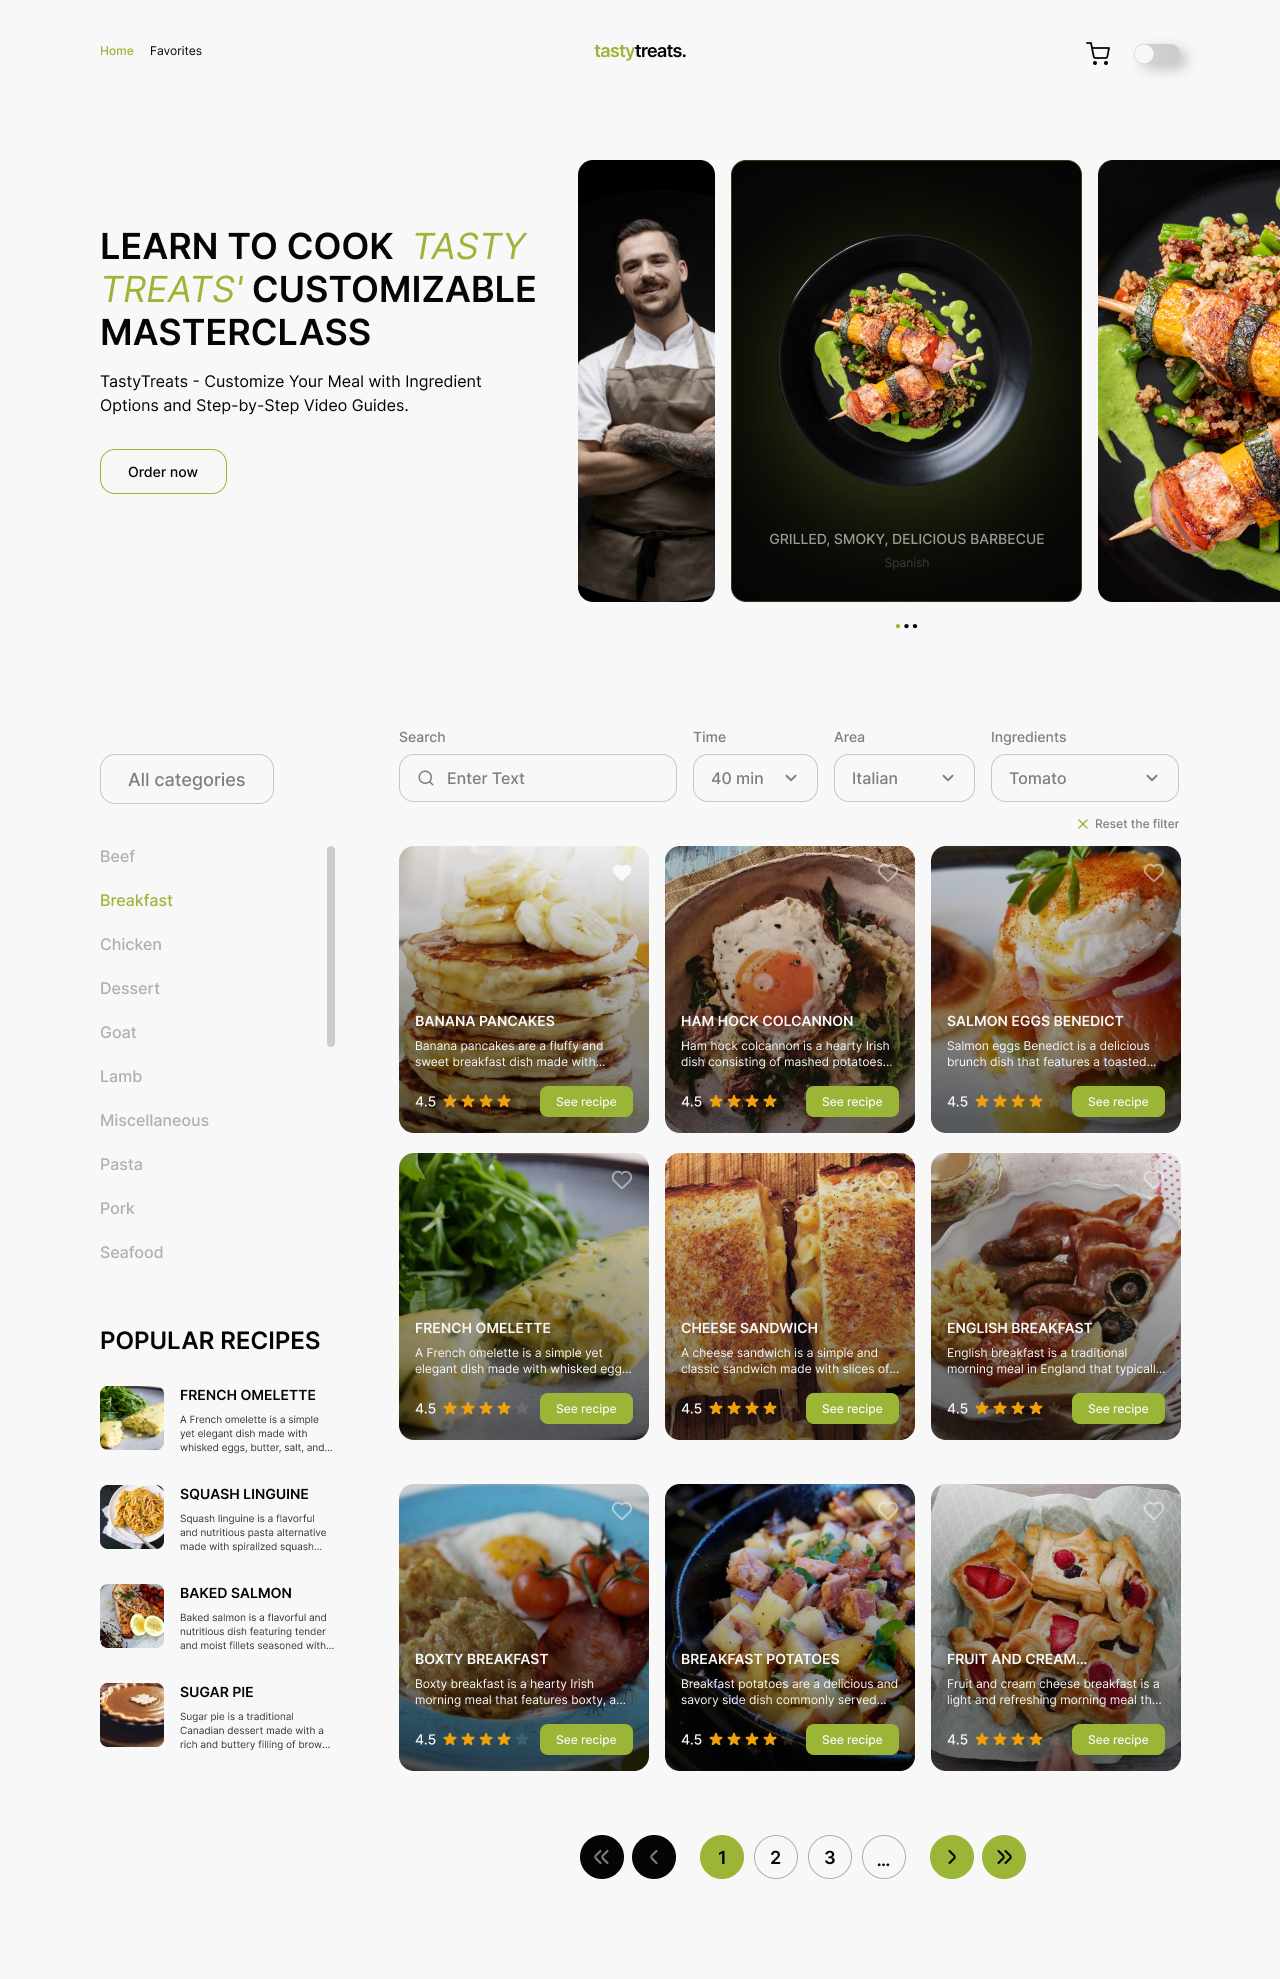 Home Favorites
tastytreats.
LEARN TO COOK TASTY
TREATS' CUSTOMIZABLE
MASTERCLASS
TastyTreats - Customize Your Meal with Ingredient
Options and Step-by-Step Video Guides.
Order now
GRILLED, SMOKY, DELICIOUS BARBECUE
Spanish
All categories
Search
Enter Text
Time
40 min
Area
Italian
Ingredients
Tomato
Reset the filter
Beef
Breakfast
Chicken
Dessert
Goat
Lamb
Miscellaneous
Pasta
Pork
Seafood
POPULAR RECIPES
FRENCH OMELETTE
A French omelette is a simple
yet elegant dish made with
whisked eggs, butter, salt, and...
SQUASH LINGUINE
Squash linguine is a flavorful
and nutritious pasta alternative
made with spiralized squash...
BAKED SALMON
Baked salmon is a flavorful and
nutritious dish featuring tender
and moist fillets seasoned with...
SUGAR PIE
Sugar pie is a traditional
Canadian dessert made with a
rich and buttery filling of brow...
BANANA PANCAKES
Banana pancakes are a fluffy and
sweet breakfast dish made with...
4.5
See recipe
HAM HOCK COLCANNON
Ham hock colcannon is a hearty Irish
dish consisting of mashed potatoes...
4.5
See recipe
SALMON EGGS BENEDICT
Salmon eggs Benedict is a delicious
brunch dish that features a toasted...
4.5
See recipe
FRENCH OMELETTE
A French omelette is a simple yet
elegant dish made with whisked egg...
4.5
See recipe
CHEESE SANDWICH
A cheese sandwich is a simple and
classic sandwich made with slices of...
4.5
See recipe
ENGLISH BREAKFAST
English breakfast is a traditional
morning meal in England that typicall...
4.5
See recipe
BOXTY BREAKFAST
Boxty breakfast is a hearty Irish
morning meal that features boxty, a...
4.5
See recipe
BREAKFAST POTATOES
Breakfast potatoes are a delicious and
savory side dish commonly served...
4.5
See recipe
FRUIT AND CREAM...
Fruit and cream cheese breakfast is a
light and refreshing morning meal th...
4.5
See recipe
1 2 3 ...